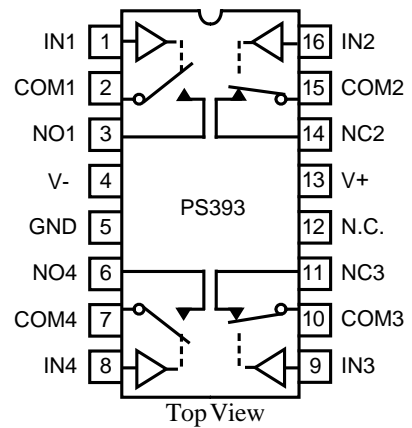 IN1 1 16 IN2
COM1 2 15 COM2
NO1 3 14 NC2
V- 4 13 V+
PS393
GND 5 12 N.C.
NO4 6 11 NC3
COM4 7 10 COM3
IN4 8 9 IN3
Top View